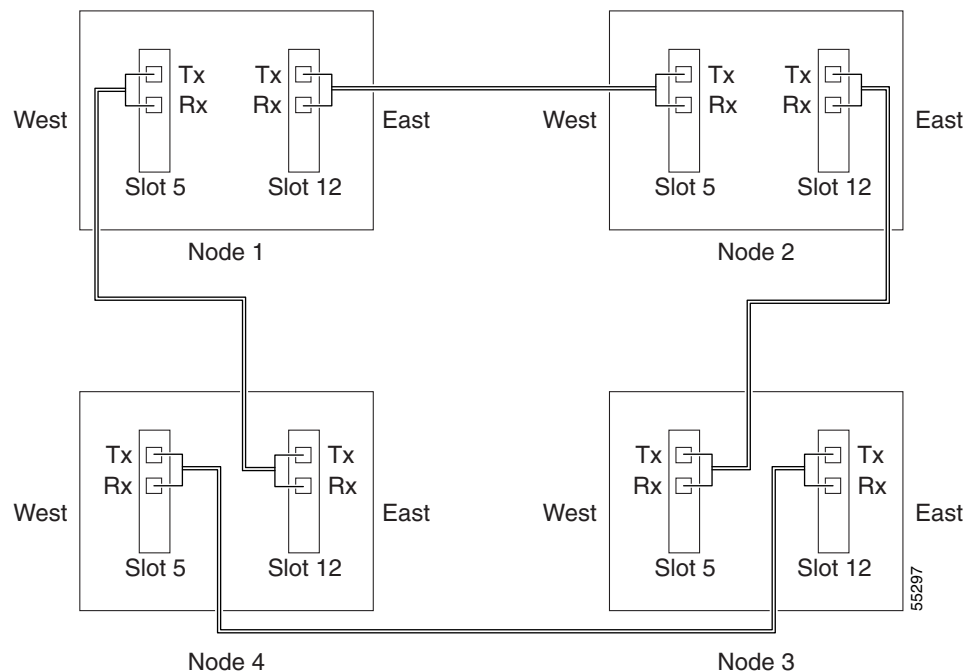 Tx Tx Tx Tx
West Rx Rx East West Rx Rx East
Slot 5 Slot 12 Slot 5 Slot 12
Node 1 Node 2
Tx Tx Tx Tx
Rx Rx Rx Rx
West East West East
Slot 5 Slot 12 Slot 5 Slot 12
55297
Node 4 Node 3